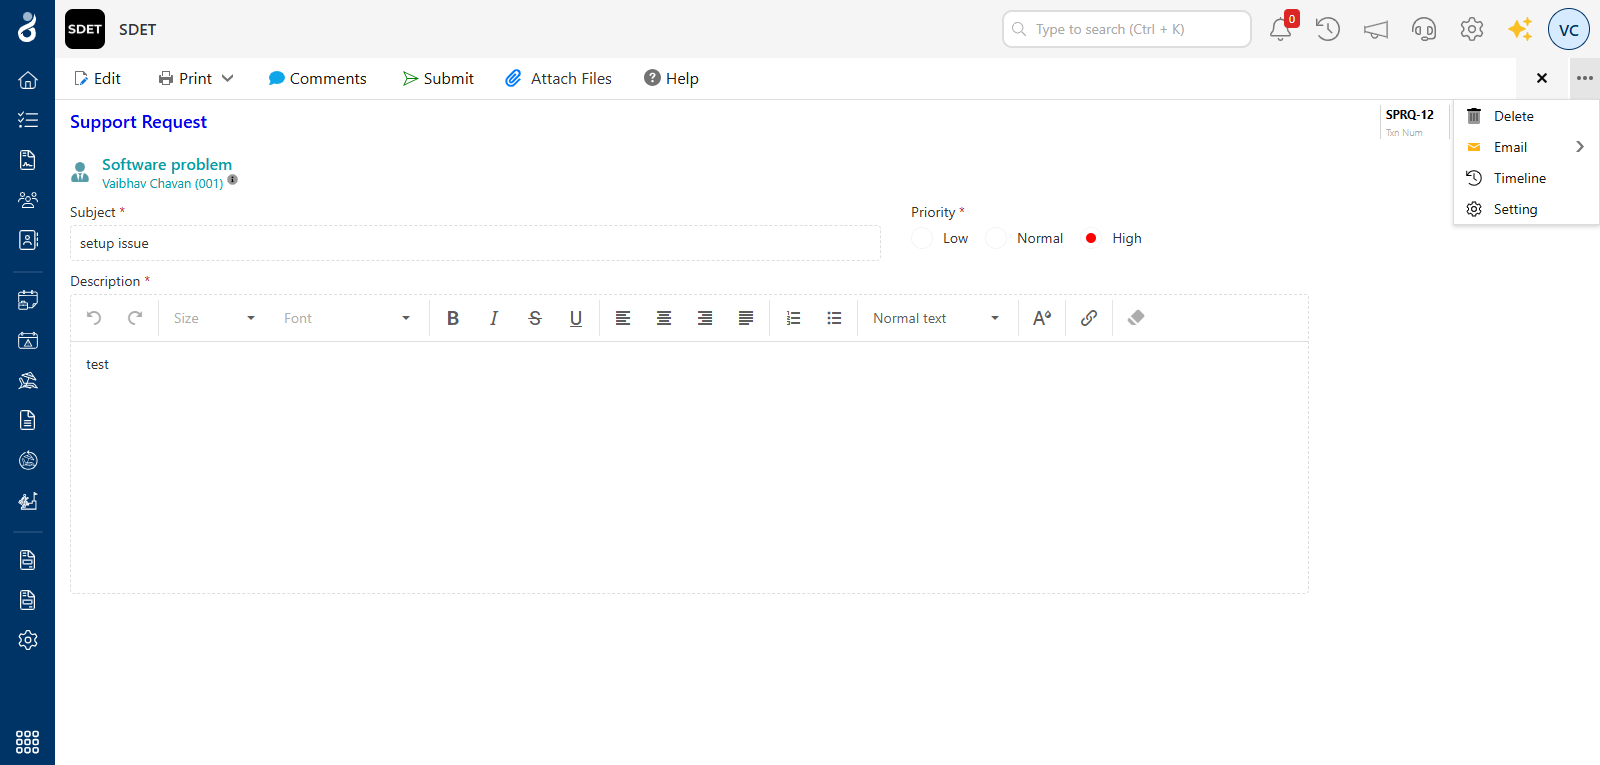 SDET SDET Type to search (Ctrl + K) 0 VC
Edit Print Comments Submit Attach Files Help
Support Request
SPRQ-12
Txn Num
Delete
Email
Timeline
Setting
Software problem
Vaibhav Chavan (001)
Subject * Priority *
setup issue Low Normal High
Description *
Size Font B I S U Normal text A
test